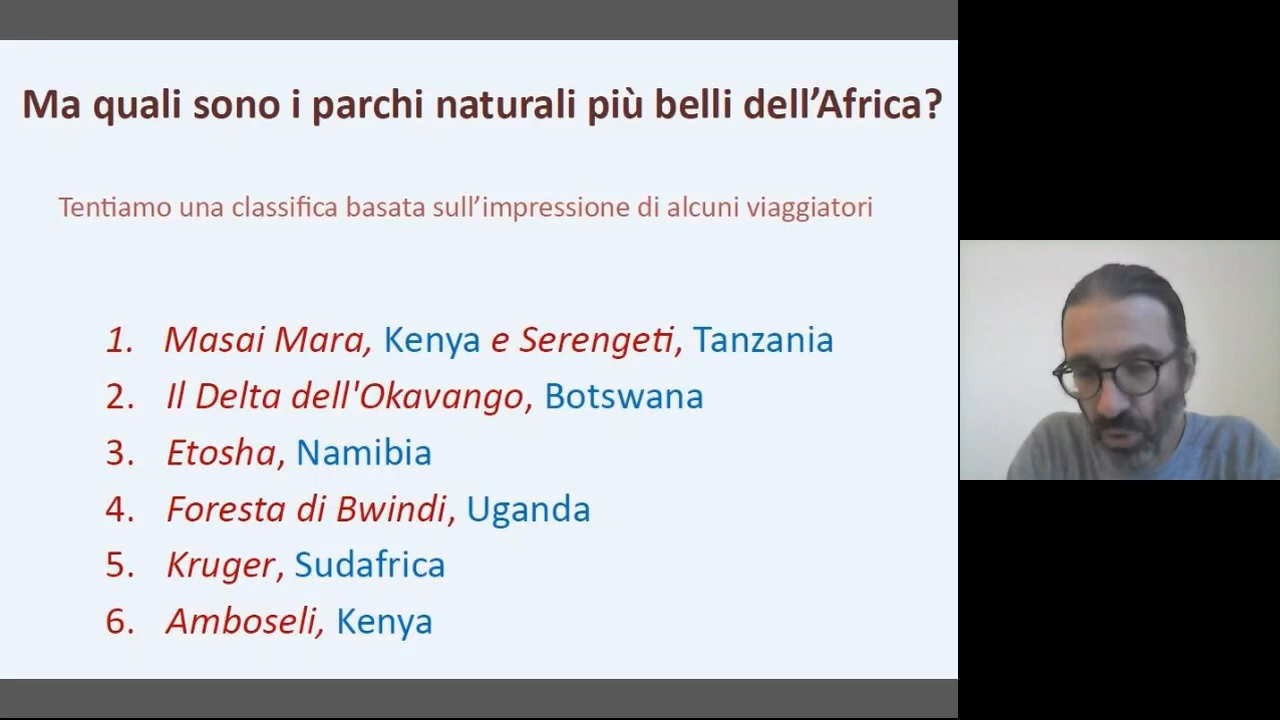 Ma quali sono i parchi naturali più belli dell’Africa?
Tentiamo una classifica basata sull’impressione di alcuni viaggiatori
1. Masai Mara, Kenya e Serengeti, Tanzania
2. Il Delta dell'Okavango, Botswana
3. Etosha, Namibia
4. Foresta di Bwindi, Uganda
5. Kruger, Sudafrica
6. Amboseli, Kenya